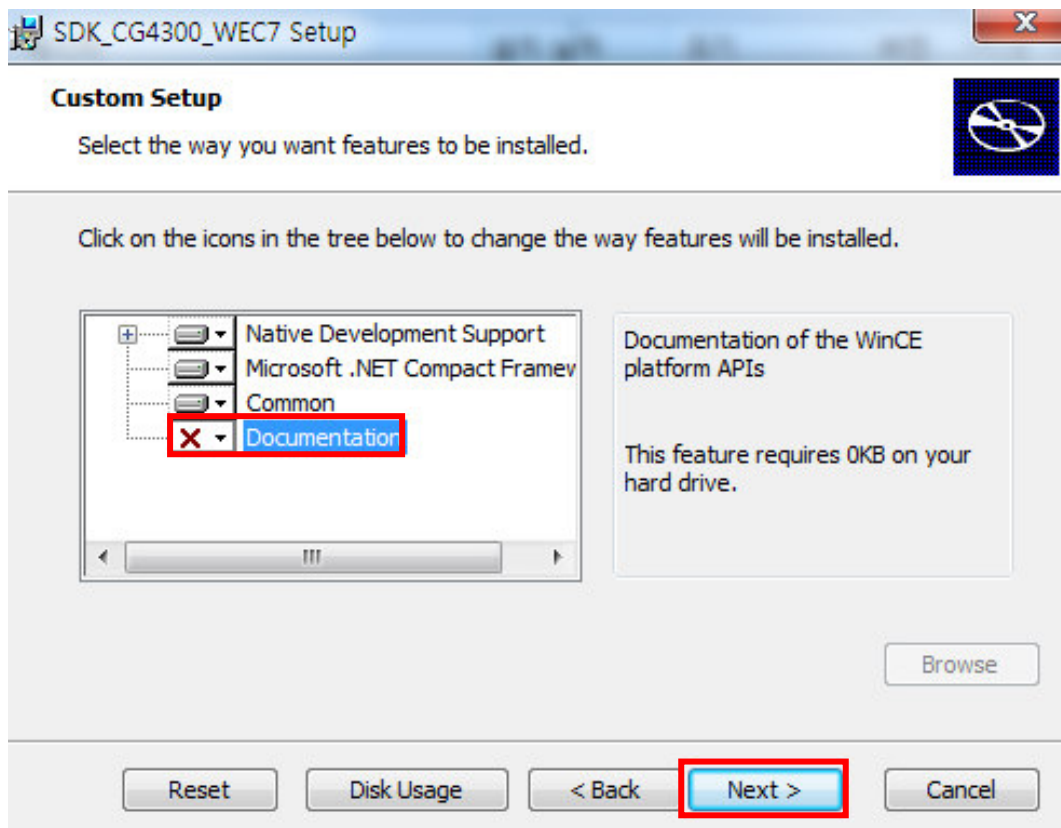 SDK_CG4300_WEC7 Setup
Custom Setup
Select the way you want features to be installed.
Click on the icons in the tree below to change the way features will be installed.
Native Development Support
Microsoft .NET Compact Framew
Common
Documentation
Documentation of the WinCE
platform APIs
This feature requires 0KB on your
hard drive.
Browse
Reset
Disk Usage
< Back
Next >
Cancel